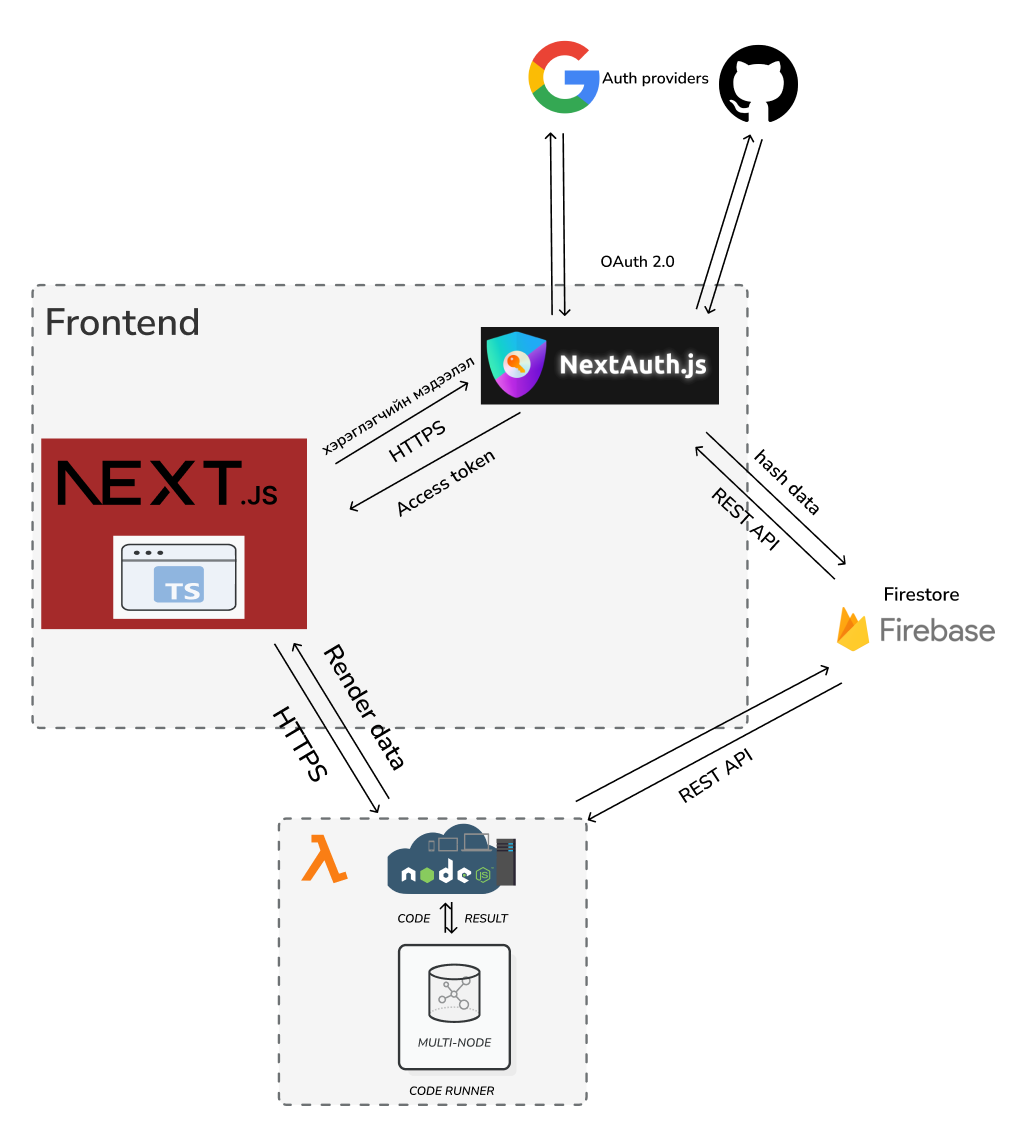 Auth providers
OAuth 2.0
Frontend
NextAuth.js
хэрэглэгчийн мэдээлэл
HTTPS
Access token
NEXT.JS
TS
hash data
REST API
Firestore
Firebase
Render data
HTTPS
REST API
node JS
CODE
RESULT
MULTI-NODE
CODE RUNNER